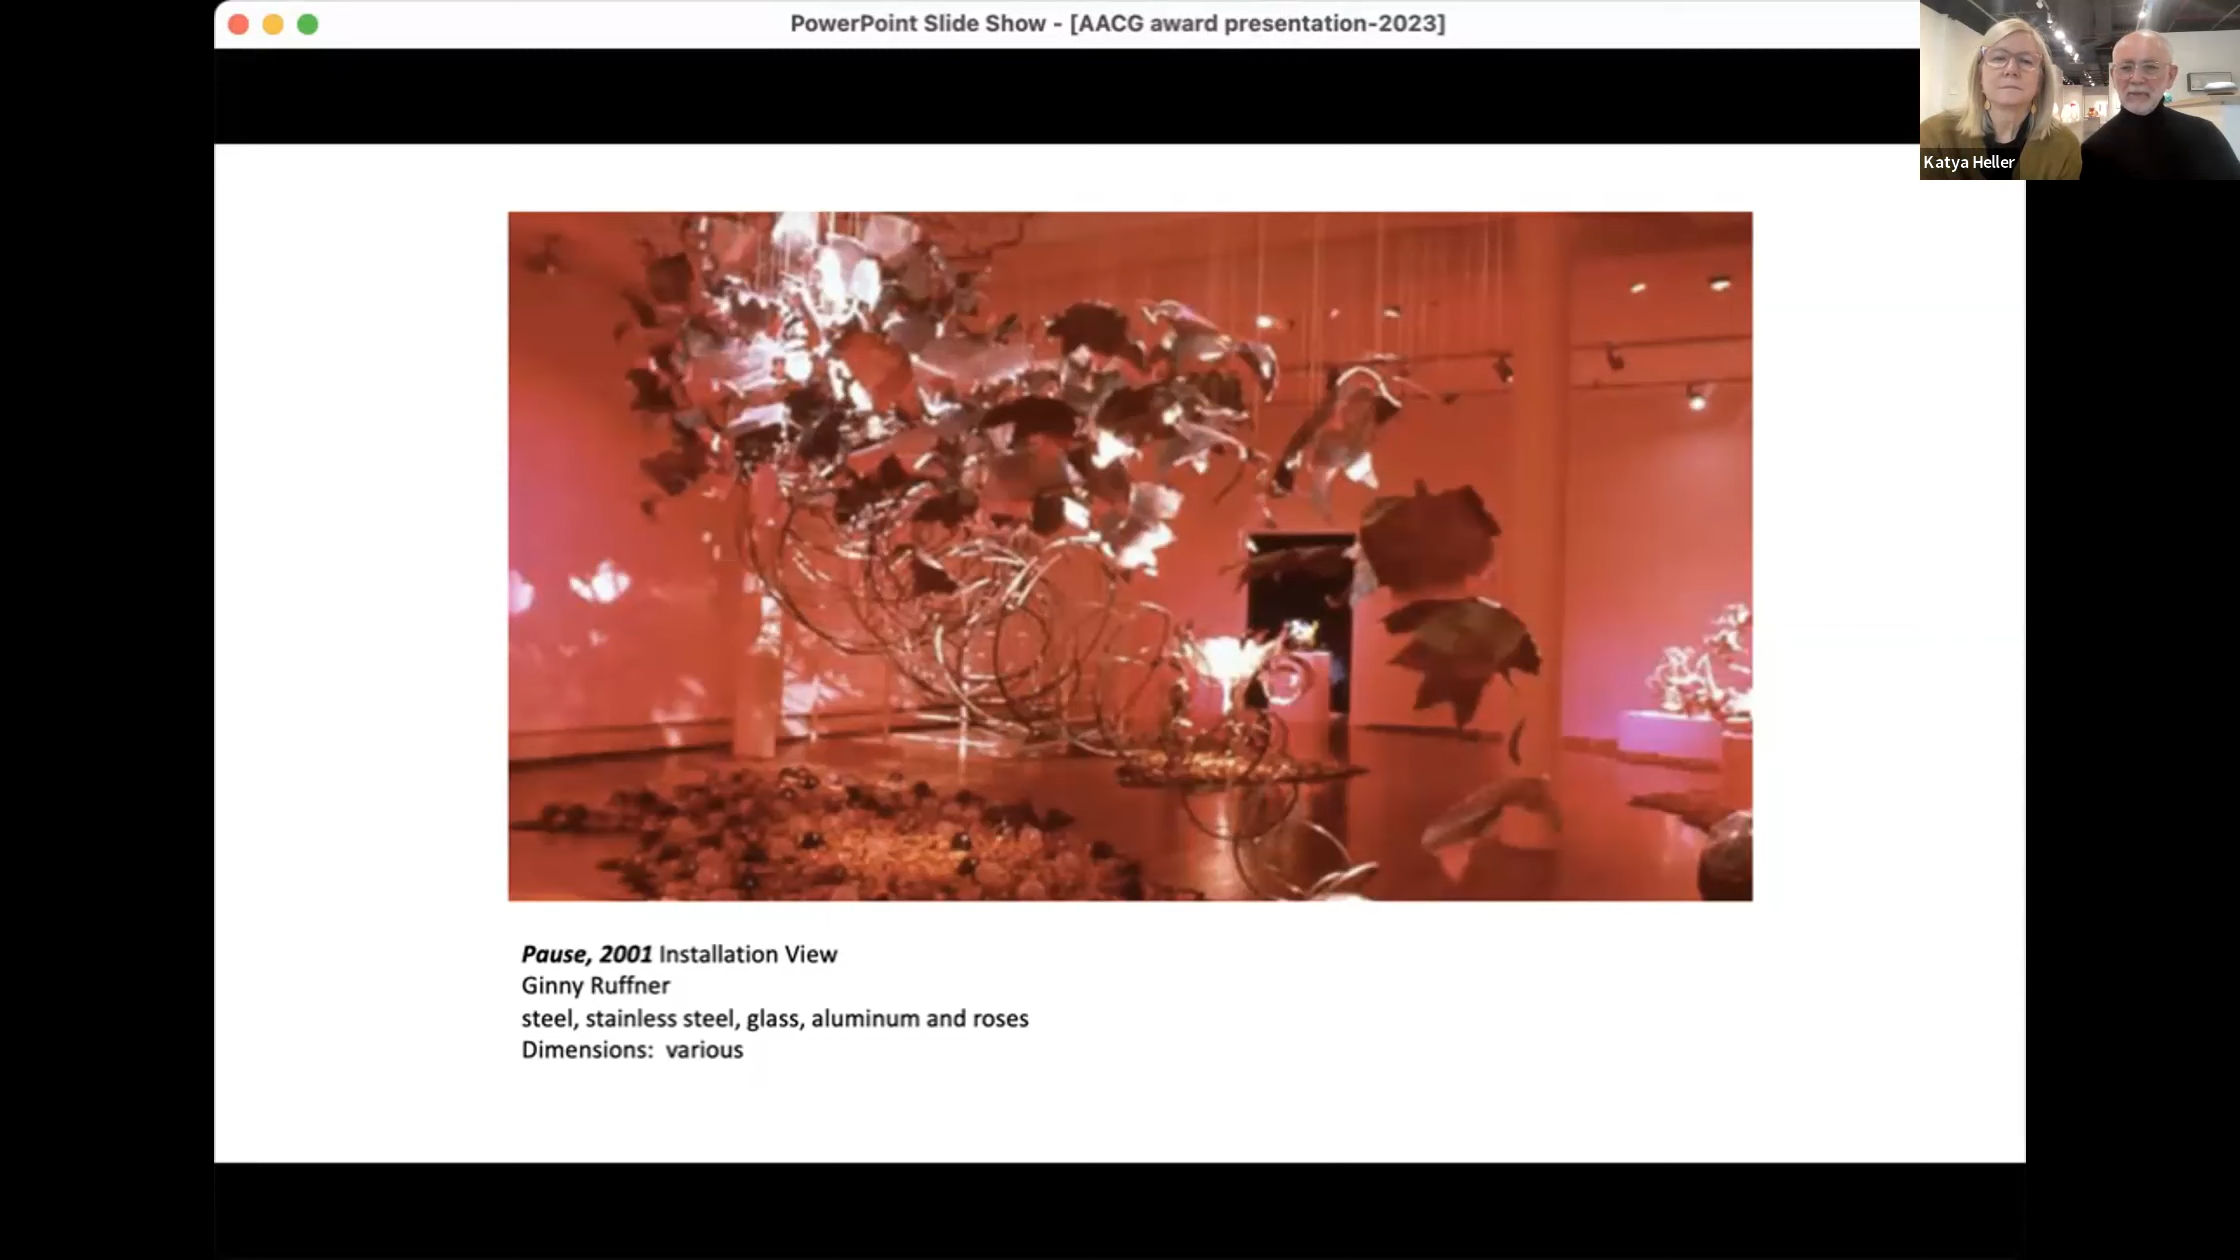 PowerPoint Slide Show - [AACG award presentation-2023]
Katya Heller
Pause, 2001 Installation View
Ginny Ruffner
steel, stainless steel, glass, aluminum and roses
Dimensions: various